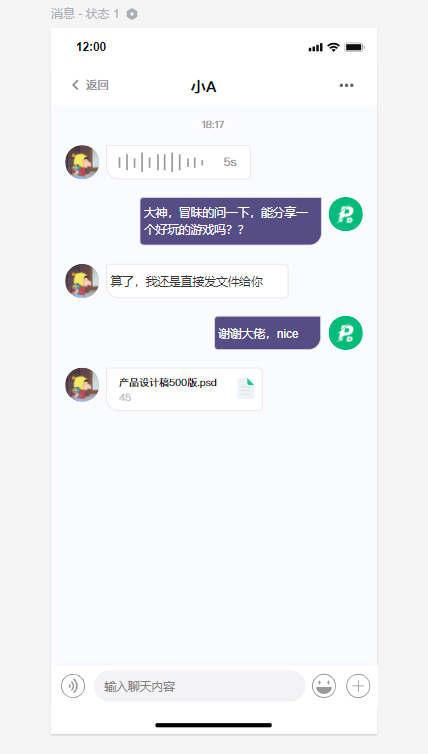 消息 - 状态 1
12:00
返回
小A
18:17
5s
大神，冒昧的问一下，能分享一
个好玩的游戏吗？？
算了，我还是直接发文件给你
谢谢大佬，nice
产品设计稿500版.psd
45
输入聊天内容